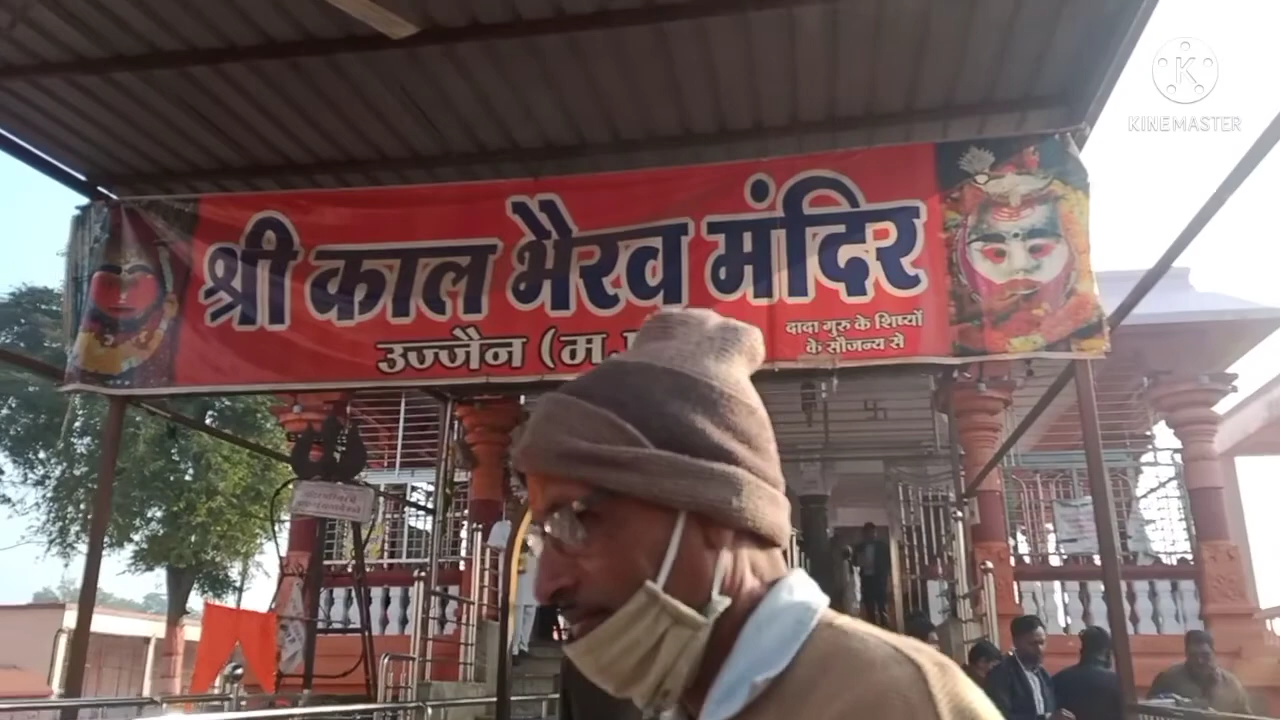 KINEMASTER
श्री काल भैरव मंदिर
उज्जैन (म.
दादा गुरु के शिष्यों
के सौजन्य से